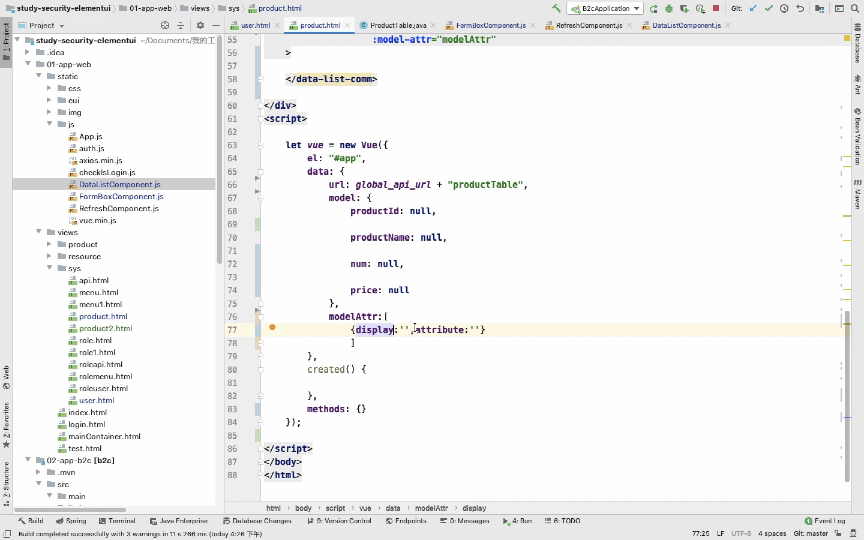 study-security-elementui
01-app-web
static
views
sys
product.html
B2cApplication
Git:
Project
user.html
product.html
ProductTable.java
FormBoxComponent.js
RefreshComponent.js
DataListComponent.js
1: Project
Web
2: Favorites
Z: Structure
Database
Ant
Bean Validation
Maven
study-security-elementui ~/Documents/我的工
.idea
01-app-web
static
css
eui
img
js
App.js
auth.js
axios.min.js
checkIsLogin.js
DataListComponent.js
FormBoxComponent.js
RefreshComponent.js
vue.min.js
views
product
resource
sys
api.html
menu.html
menu1.html
product.html
product2.html
role.html
role1.html
roleapi.html
rolemenu.html
roleuser.html
user.html
index.html
login.html
mainContainer.html
test.html
02-app-b2c [b2c]
.mvn
src
main
55 :model-attr="modelAttr"
56 >
57
58 </data-list-comm>
59
60 </div>
61 <script>
62
63 let vue = new Vue({
64 el: "#app",
65 data: {
66 url: global_api_url + "productTable",
67 model: {
68 productId: null,
69
70 productName: null,
71
72 num: null,
73
74 price: null
75 },
76 modelAttr:[
77 {display:'',attribute:''}
78 ]
79 },
80 created() {
81
82 },
83 methods: {}
84 });
85
86 </script>
87 </body>
88 </html>
html › body › script › vue › data › modelAttr › display
Build
Spring
Terminal
Java Enterprise
Database Changes
9: Version Control
Endpoints
0: Messages
4: Run
6: TODO
Event Log
Build completed successfully with 3 warnings in 11 s 266 ms (today 4:26 下午)
77:25 LF UTF-8 4 spaces Git: master